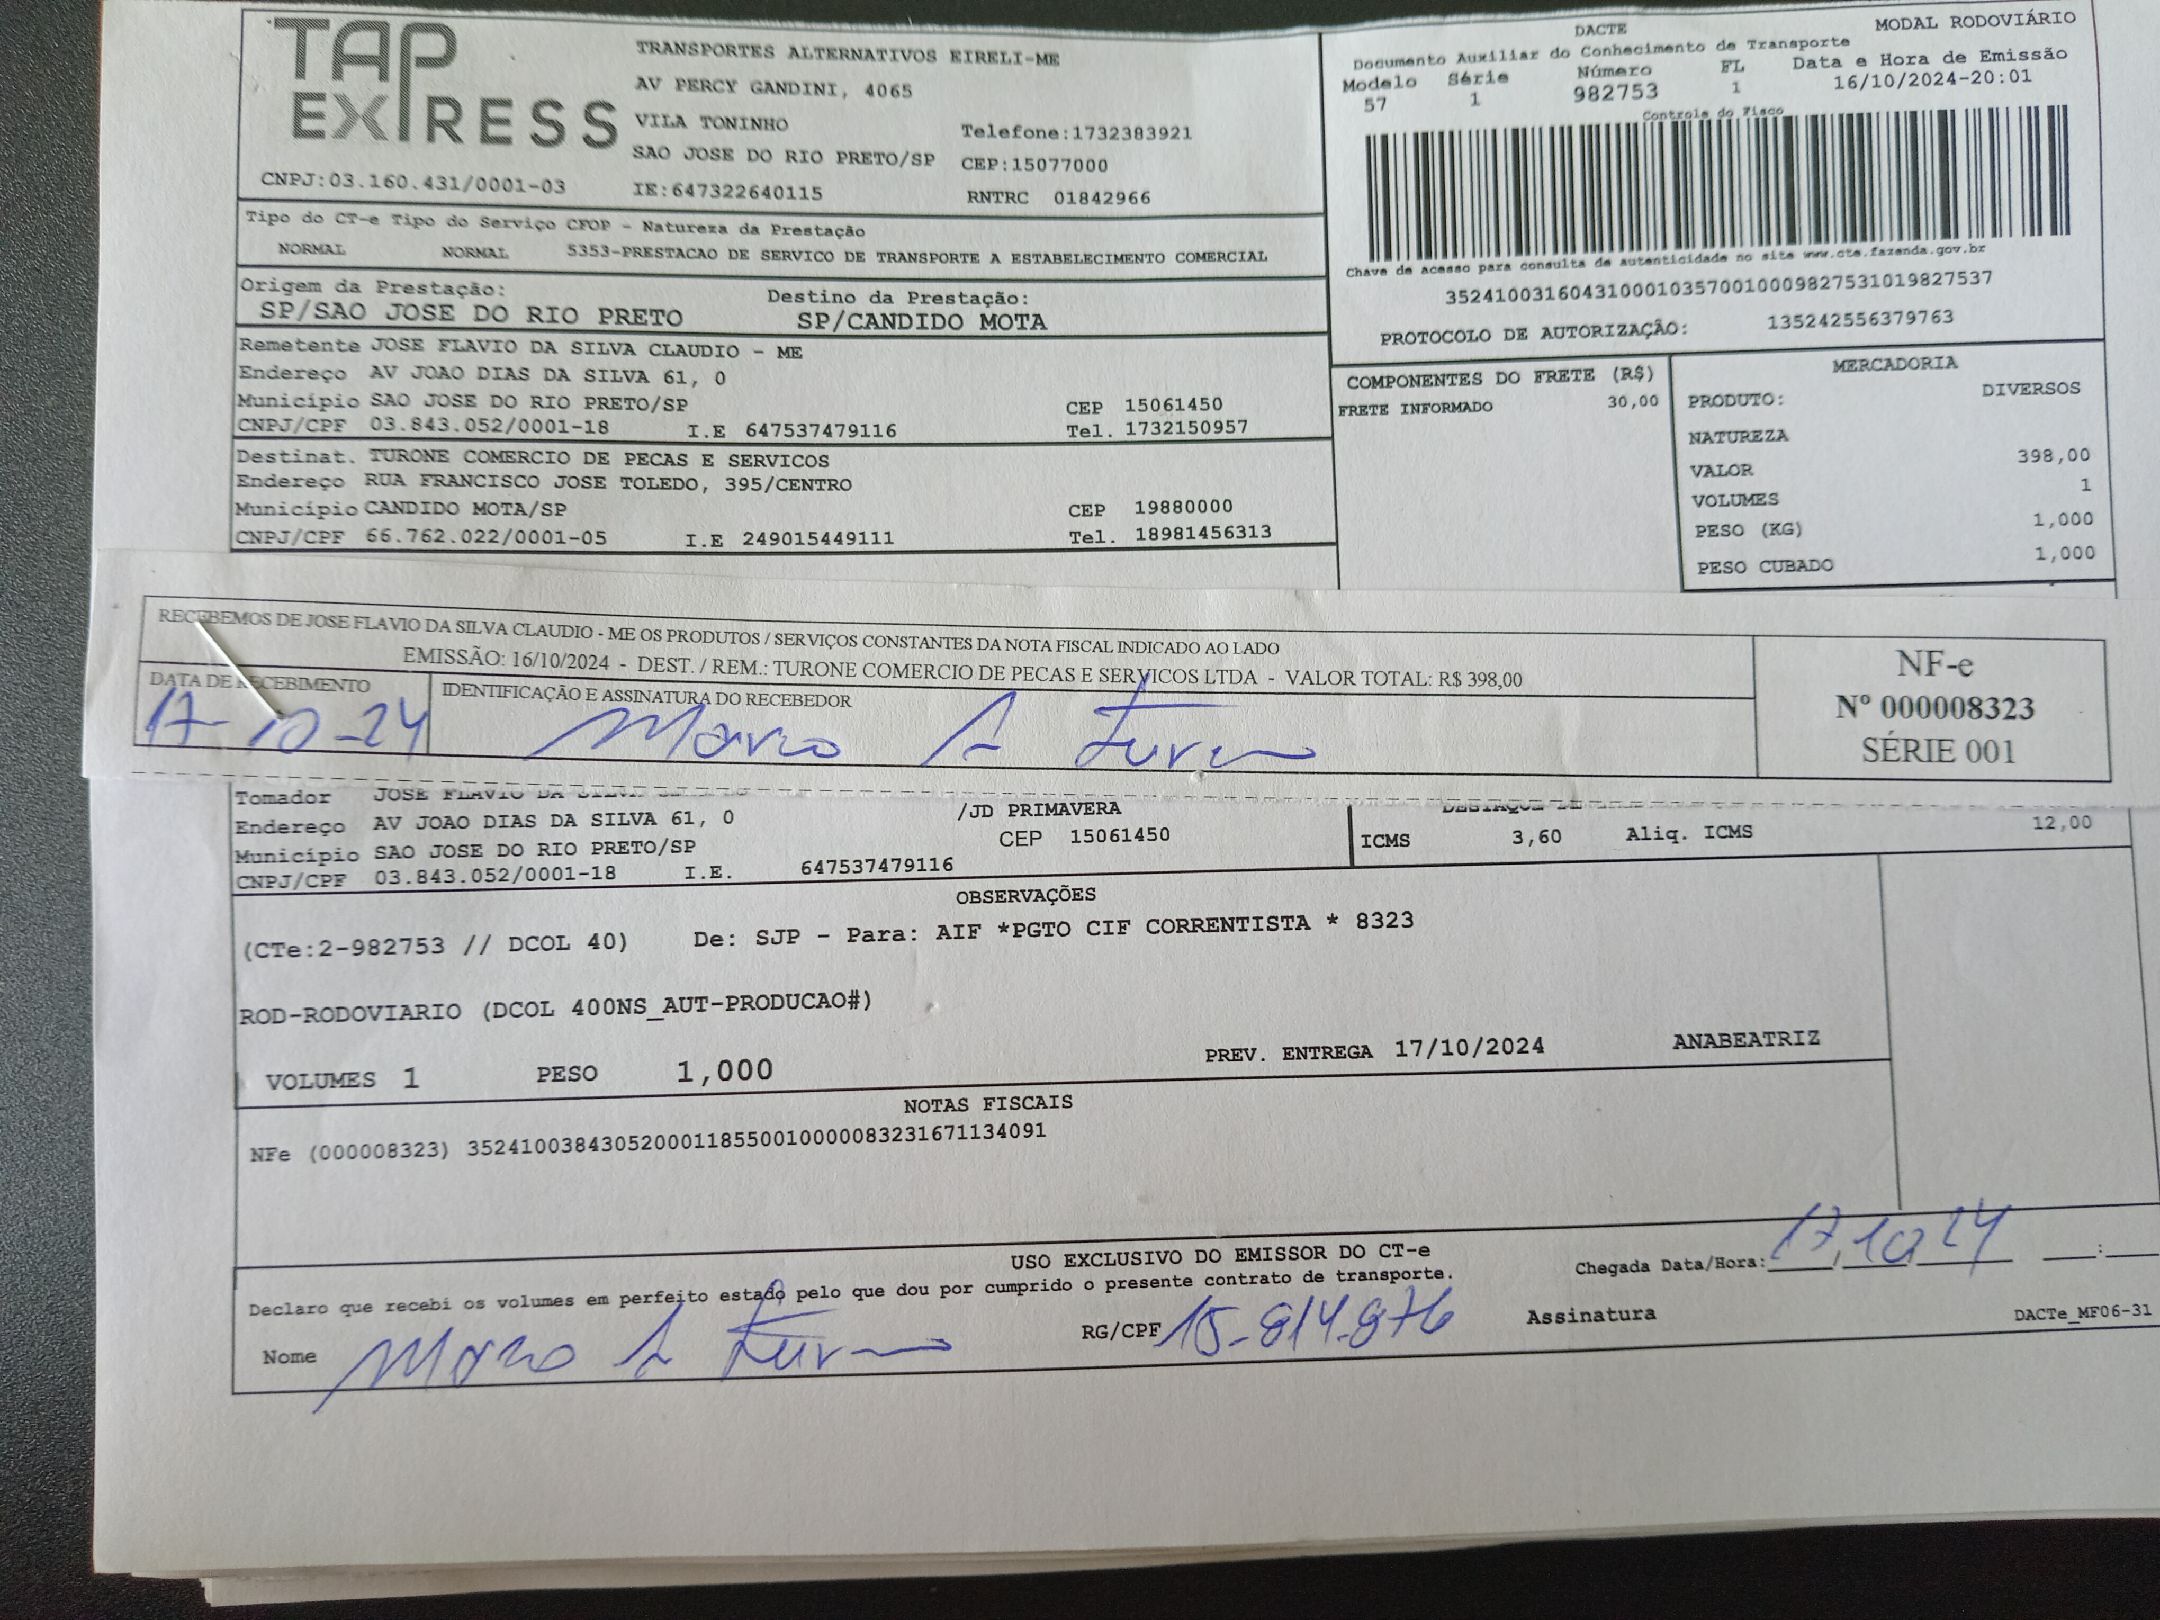 TAP EXPRESS
TRANSPORTES ALTERNATIVOS EIRELI-ME
AV PERCY GANDINI, 4065
VILA TONINHO
Telefone:1732383921
SAO JOSE DO RIO PRETO/SP CEP:15077000
CNPJ:03.160.431/0001-03 IE:647322640115 RNTRC 01842966
DACTE MODAL RODOVIÁRIO
Documento Auxiliar do Conhecimento de Transporte
Modelo Série Número FL Data e Hora de Emissão
57 1 982753 1 16/10/2024-20:01
Controle do Fisco
Chave de acesso para consulta de autenticidade no site www.cte.fazenda.gov.br
35241003160431000103570010009827531019827537
PROTOCOLO DE AUTORIZAÇÃO: 135242556379763
Tipo do CT-e Tipo do Serviço CFOP - Natureza da Prestação
NORMAL NORMAL 5353-PRESTACAO DE SERVICO DE TRANSPORTE A ESTABELECIMENTO COMERCIAL
Origem da Prestação: Destino da Prestação:
SP/SAO JOSE DO RIO PRETO SP/CANDIDO MOTA
Remetente JOSE FLAVIO DA SILVA CLAUDIO - ME
Endereço AV JOAO DIAS DA SILVA 61, 0
Município SAO JOSE DO RIO PRETO/SP CEP 15061450
CNPJ/CPF 03.843.052/0001-18 I.E 647537479116 Tel. 1732150957
Destinat. TURONE COMERCIO DE PECAS E SERVICOS
Endereço RUA FRANCISCO JOSE TOLEDO, 395/CENTRO
Município CANDIDO MOTA/SP CEP 19880000
CNPJ/CPF 66.762.022/0001-05 I.E 249015449111 Tel. 18981456313
COMPONENTES DO FRETE (R$)
FRETE INFORMADO 30,00
MERCADORIA
PRODUTO: DIVERSOS
NATUREZA
VALOR 398,00
VOLUMES 1
PESO (KG) 1,000
PESO CUBADO 1,000
RECEBEMOS DE JOSE FLAVIO DA SILVA CLAUDIO - ME OS PRODUTOS / SERVIÇOS CONSTANTES DA NOTA FISCAL INDICADO AO LADO
EMISSÃO: 16/10/2024 - DEST. / REM.: TURONE COMERCIO DE PECAS E SERVICOS LTDA - VALOR TOTAL: R$ 398,00
DATA DE RECEBIMENTO IDENTIFICAÇÃO E ASSINATURA DO RECEBEDOR
17-10-24
NF-e
Nº 000008323
SÉRIE 001
Tomador JOSE FLAVIO DA SILVA
Endereço AV JOAO DIAS DA SILVA 61, 0 /JD PRIMAVERA
Município SAO JOSE DO RIO PRETO/SP CEP 15061450
CNPJ/CPF 03.843.052/0001-18 I.E. 647537479116
ICMS 3,60 Aliq. ICMS 12,00
OBSERVAÇÕES
(CTe:2-982753 // DCOL 40) De: SJP - Para: AIF *PGTO CIF CORRENTISTA * 8323
ROD-RODOVIARIO (DCOL 400NS_AUT-PRODUCAO#)
VOLUMES 1 PESO 1,000 PREV. ENTREGA 17/10/2024 ANABEATRIZ
NOTAS FISCAIS
NFe (000008323) 35241003843052000118550010000083231671134091
USO EXCLUSIVO DO EMISSOR DO CT-e
Declaro que recebi os volumes em perfeito estado pelo que dou por cumprido o presente contrato de transporte.
Chegada Data/Hora: 17,10,24 :
Nome RG/CPF 15-814.876 Assinatura
DACTe_MF06-31